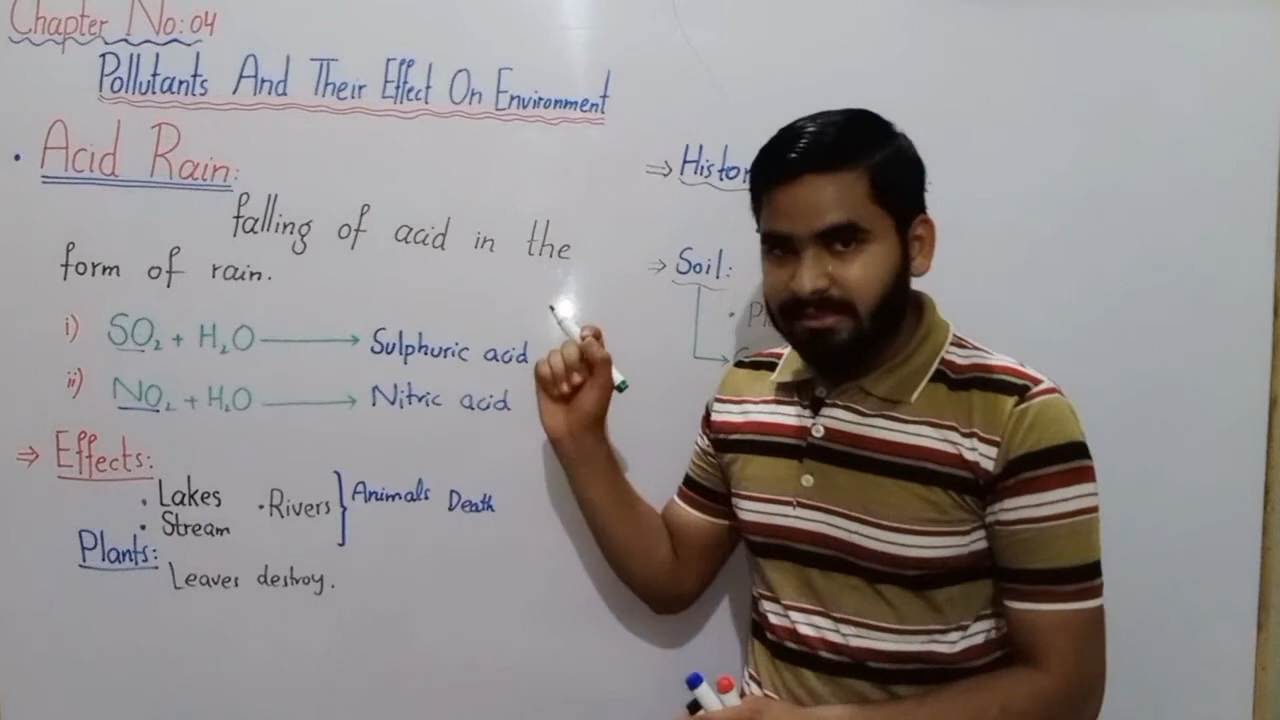 Chapter No:04
Pollutants And Their Effect On Environment
• Acid Rain:
falling of acid in the
form of rain.
i) SO₂ + H₂O ⟶ Sulphuric acid
ii) NO₂ + H₂O ⟶ Nitric acid
⇒ Effects:
• Lakes • Rivers } Animals Death
• Stream
Plants:
Leaves destroy.
⇒
⇒ Soil: